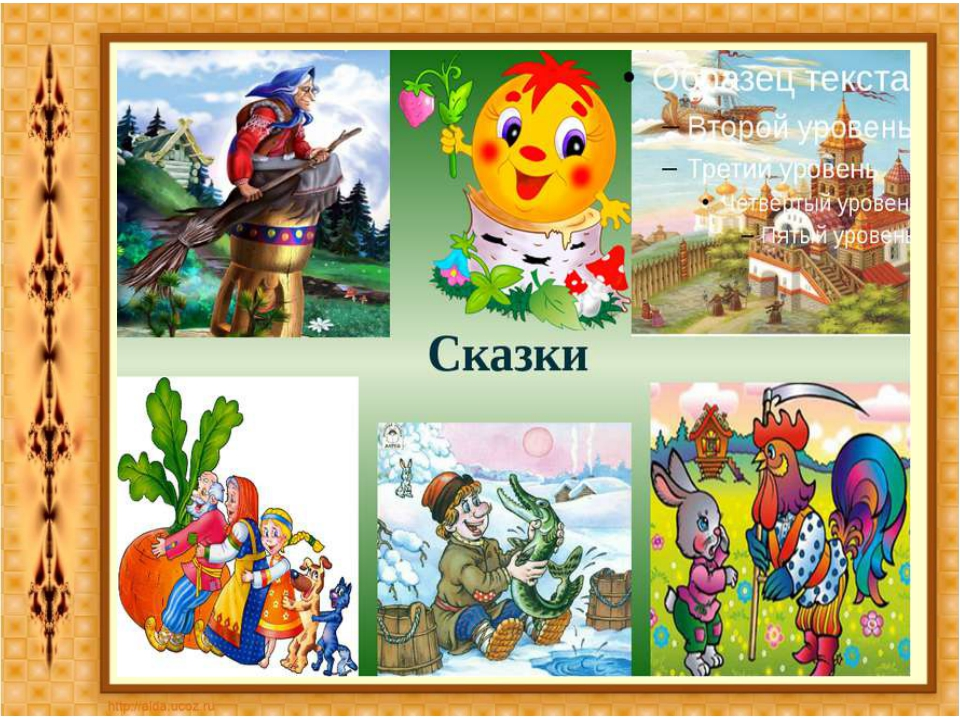 Образец текста
Второй уровень
Третий уровень
Четвертый уровень
Пятый уровень
Сказки
http://aida.ucoz.ru